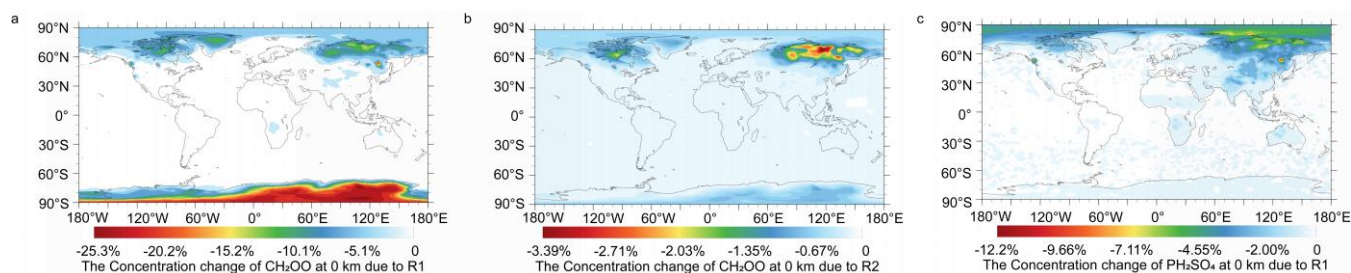 a
90°N
60°N
30°N
0°
30°S
60°S
90°S
180°W 120°W 60°W 0° 60°E 120°E 180°E
-25.3% -20.2% -15.2% -10.1% -5.1% 0
The Concentration change of CH₂OO at 0 km due to R1
b
90°N
60°N
30°N
0°
30°S
60°S
90°S
180°W 120°W 60°W 0° 60°E 120°E 180°E
-3.39% -2.71% -2.03% -1.35% -0.67% 0
The Concentration change of CH₂OO at 0 km due to R2
c
90°N
60°N
30°N
0°
30°S
60°S
90°S
180°W 120°W 60°W 0° 60°E 120°E 180°E
-12.2% -9.66% -7.11% -4.55% -2.00% 0
The Concentration change of PH₂SO₄ at 0 km due to R1